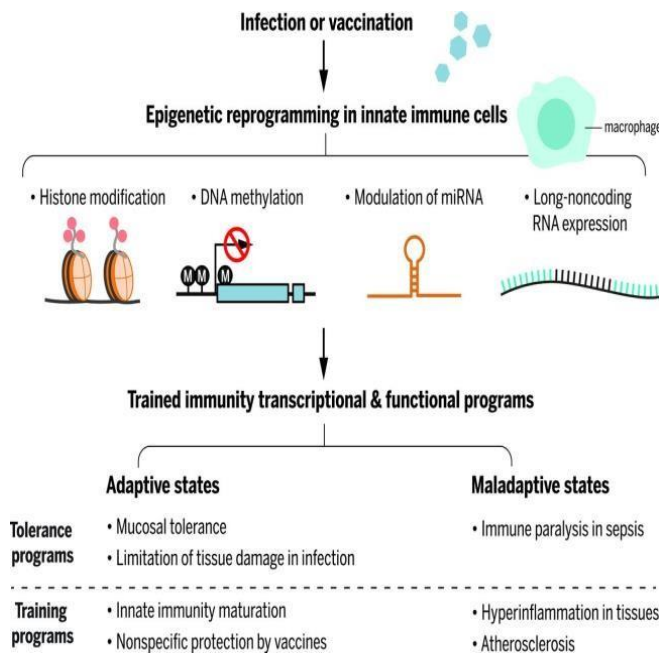 Infection or vaccination
Epigenetic reprogramming in innate immune cells
macrophage
• Histone modification
• DNA methylation
• Modulation of miRNA
• Long-noncoding
RNA expression
M M M
Trained immunity transcriptional & functional programs
Adaptive states
Maladaptive states
Tolerance
programs
• Mucosal tolerance
• Limitation of tissue damage in infection
• Immune paralysis in sepsis
Training
programs
• Innate immunity maturation
• Nonspecific protection by vaccines
• Hyperinflammation in tissues
• Atherosclerosis